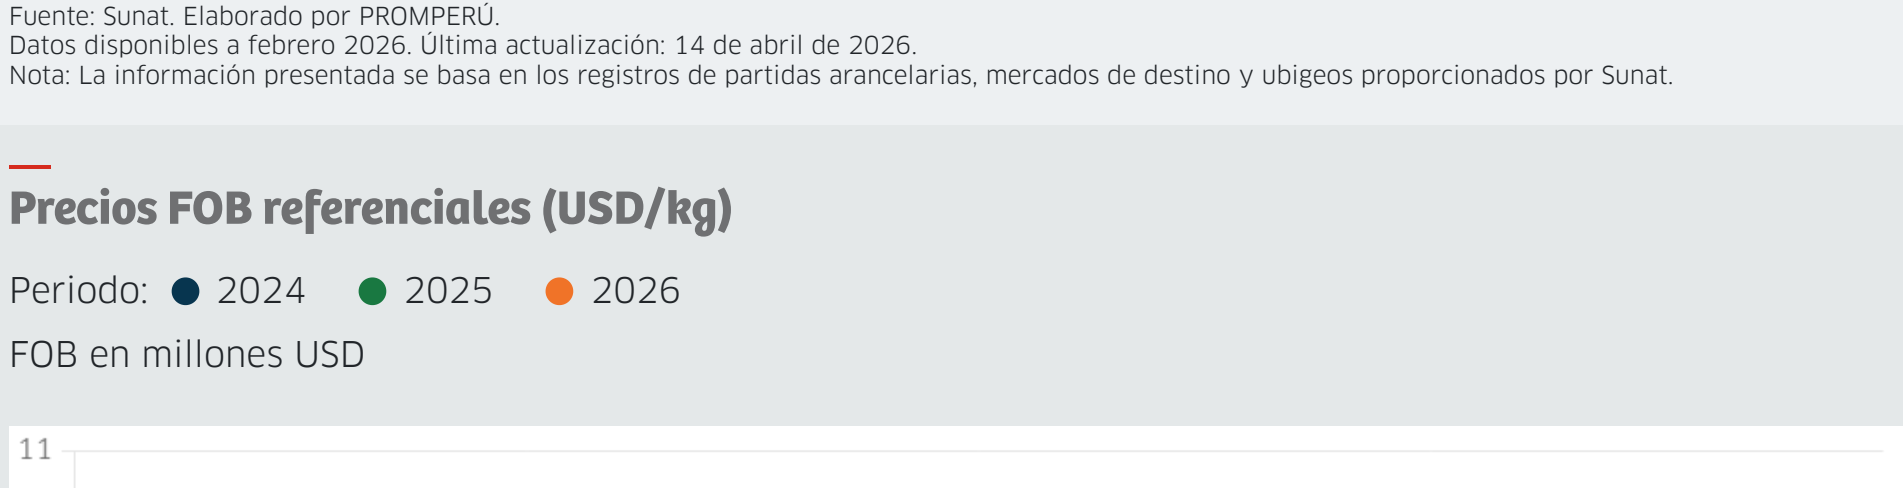 Fuente: Sunat. Elaborado por PROMPERÚ.
Datos disponibles a febrero 2026. Última actualización: 14 de abril de 2026.
Nota: La información presentada se basa en los registros de partidas arancelarias, mercados de destino y ubigeos proporcionados por Sunat.
Precios FOB referenciales (USD/kg)
Periodo: 2024 2025 2026
FOB en millones USD
11